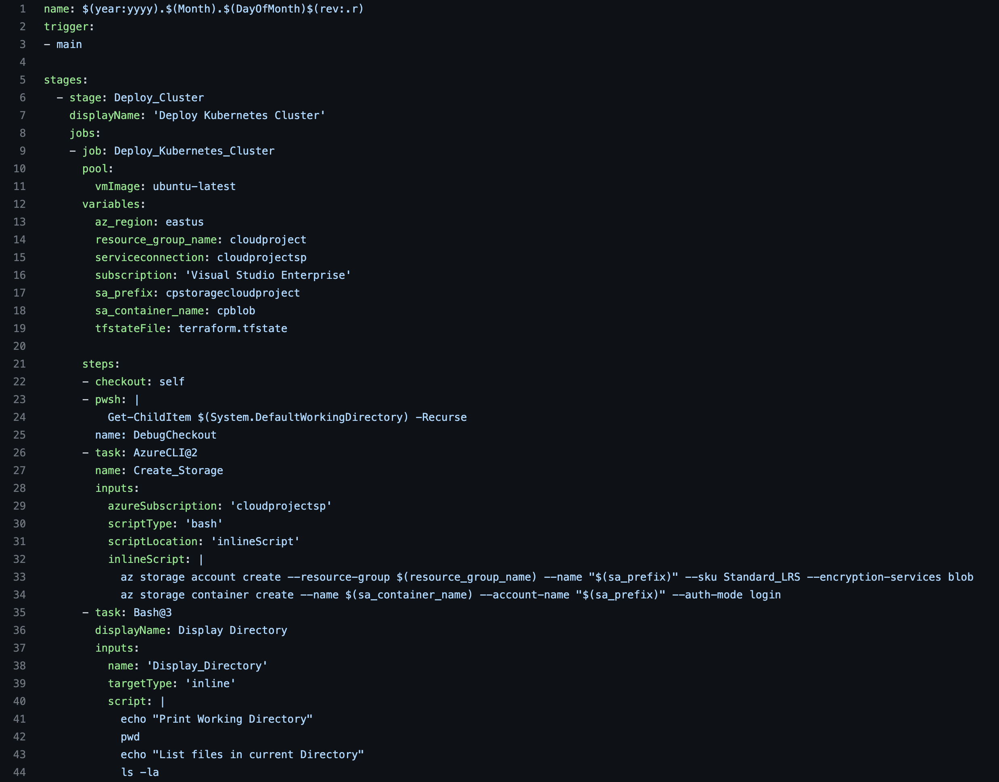 1 name: $(year:yyyy).$(Month).$(DayOfMonth)$(rev:.r)
2 trigger:
3 - main
4
5 stages:
6   - stage: Deploy_Cluster
7     displayName: 'Deploy Kubernetes Cluster'
8     jobs:
9     - job: Deploy_Kubernetes_Cluster
10       pool:
11         vmImage: ubuntu-latest
12       variables:
13         az_region: eastus
14         resource_group_name: cloudproject
15         serviceconnection: cloudprojectsp
16         subscription: 'Visual Studio Enterprise'
17         sa_prefix: cpstoragecloudproject
18         sa_container_name: cpblob
19         tfstateFile: terraform.tfstate
20
21       steps:
22       - checkout: self
23       - pwsh: |
24           Get-ChildItem $(System.DefaultWorkingDirectory) -Recurse
25         name: DebugCheckout
26       - task: AzureCLI@2
27         name: Create_Storage
28         inputs:
29           azureSubscription: 'cloudprojectsp'
30           scriptType: 'bash'
31           scriptLocation: 'inlineScript'
32           inlineScript: |
33             az storage account create --resource-group $(resource_group_name) --name "$(sa_prefix)" --sku Standard_LRS --encryption-services blob
34             az storage container create --name $(sa_container_name) --account-name "$(sa_prefix)" --auth-mode login
35       - task: Bash@3
36         displayName: Display Directory
37         inputs:
38           name: 'Display_Directory'
39           targetType: 'inline'
40           script: |
41             echo "Print Working Directory"
42             pwd
43             echo "List files in current Directory"
44             ls -la